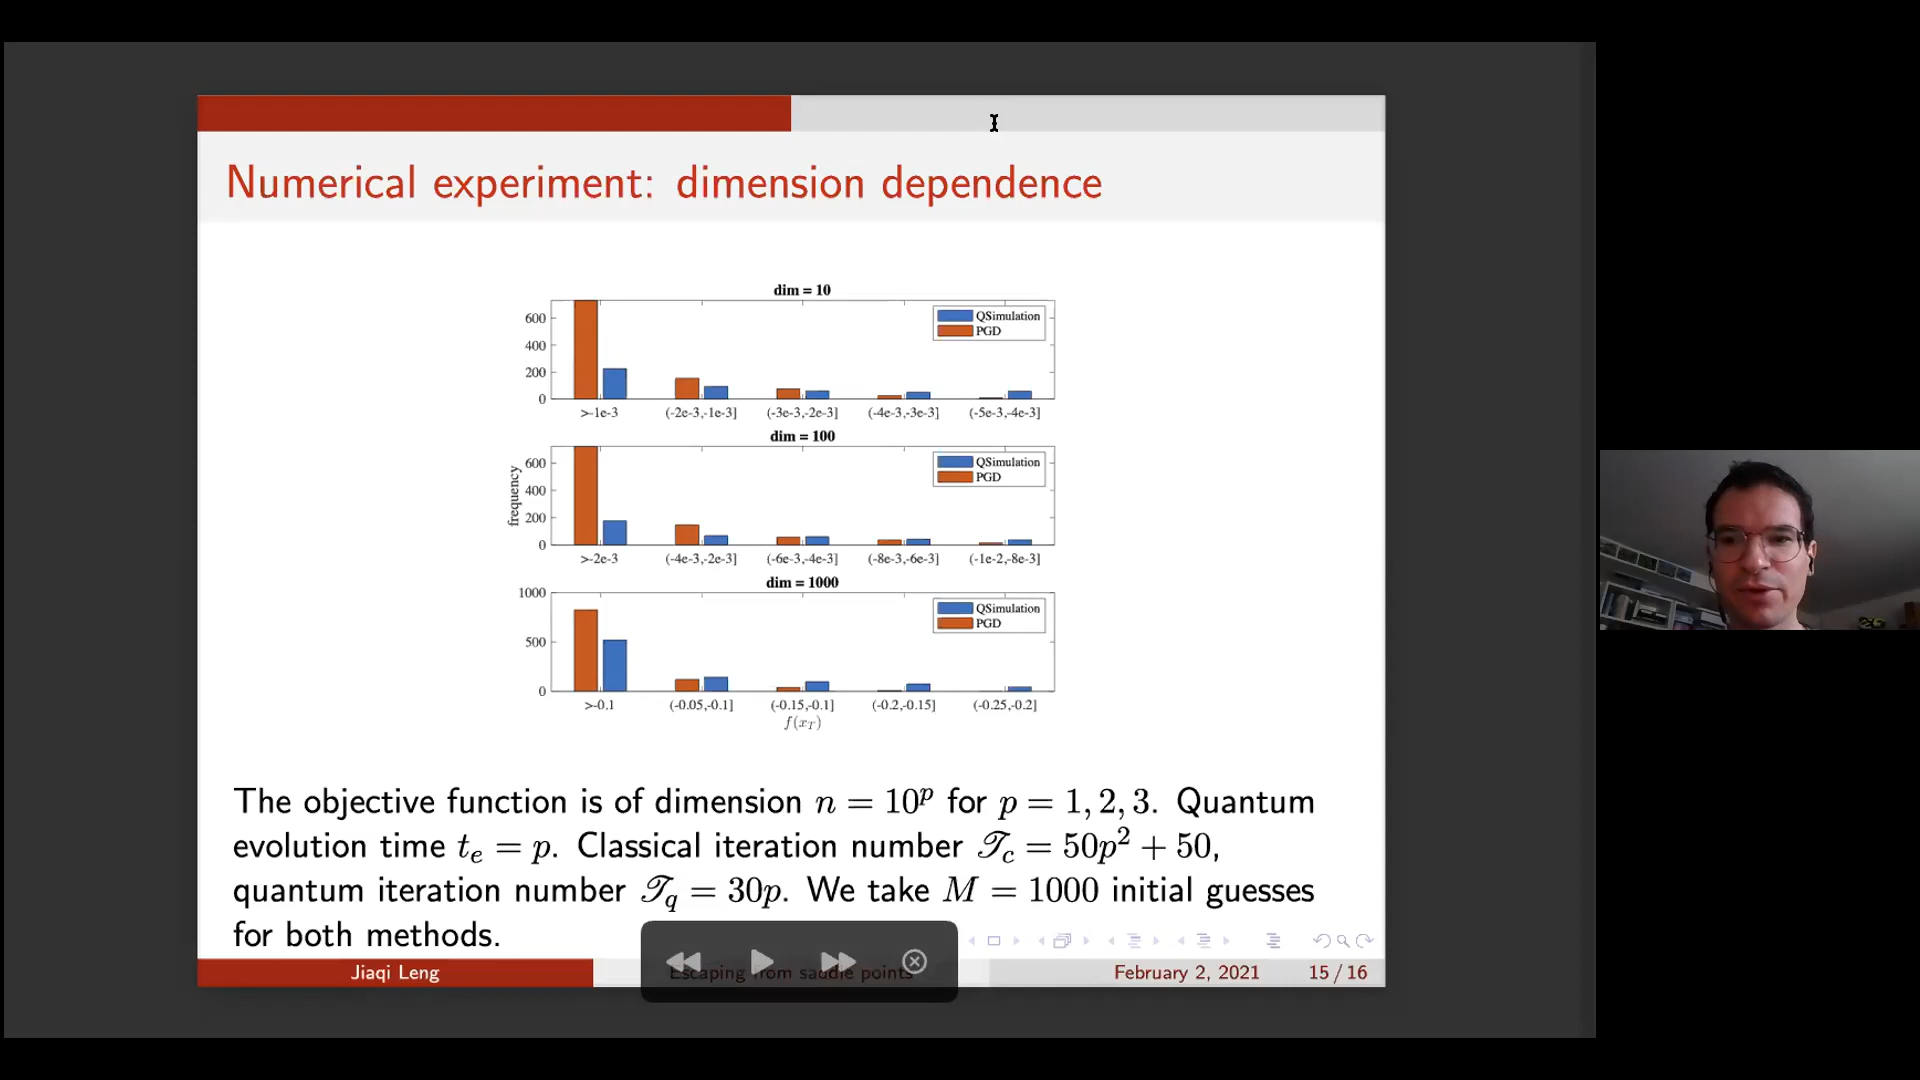 Numerical experiment: dimension dependence
dim = 10
600
400
200
0
QSimulation
PGD
>-1e-3 (-2e-3,-1e-3] (-3e-3,-2e-3] (-4e-3,-3e-3] (-5e-3,-4e-3]
dim = 100
frequency
600
400
200
0
QSimulation
PGD
>-2e-3 (-4e-3,-2e-3] (-6e-3,-4e-3] (-8e-3,-6e-3] (-1e-2,-8e-3]
dim = 1000
1000
500
0
QSimulation
PGD
>-0.1 (-0.05,-0.1] (-0.15,-0.1] (-0.2,-0.15] (-0.25,-0.2]
f(x_T)
The objective function is of dimension n = 10^p for p = 1, 2, 3. Quantum
evolution time t_e = p. Classical iteration number 𝒯_c = 50p^2 + 50,
quantum iteration number 𝒯_q = 30p. We take M = 1000 initial guesses
for both methods.
Jiaqi Leng Escaping from saddle points February 2, 2021 15 / 16